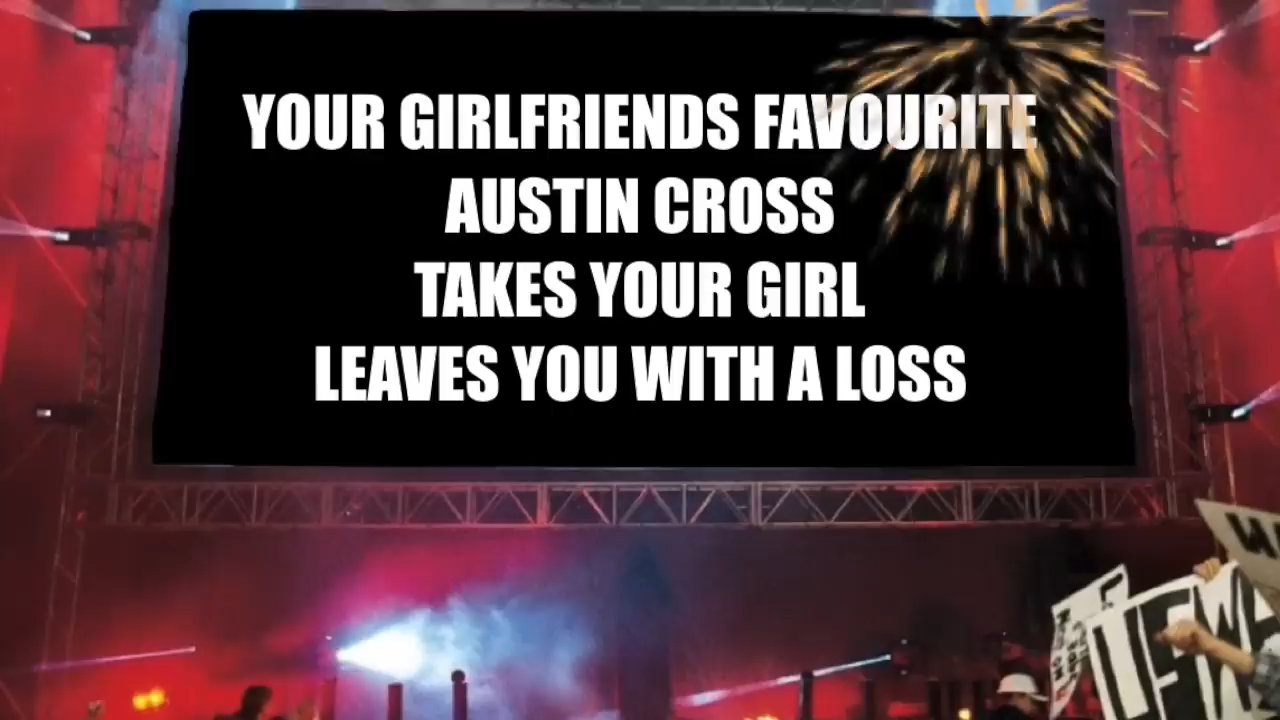 YOUR GIRLFRIENDS FAVOURITE
AUSTIN CROSS
TAKES YOUR GIRL
LEAVES YOU WITH A LOSS